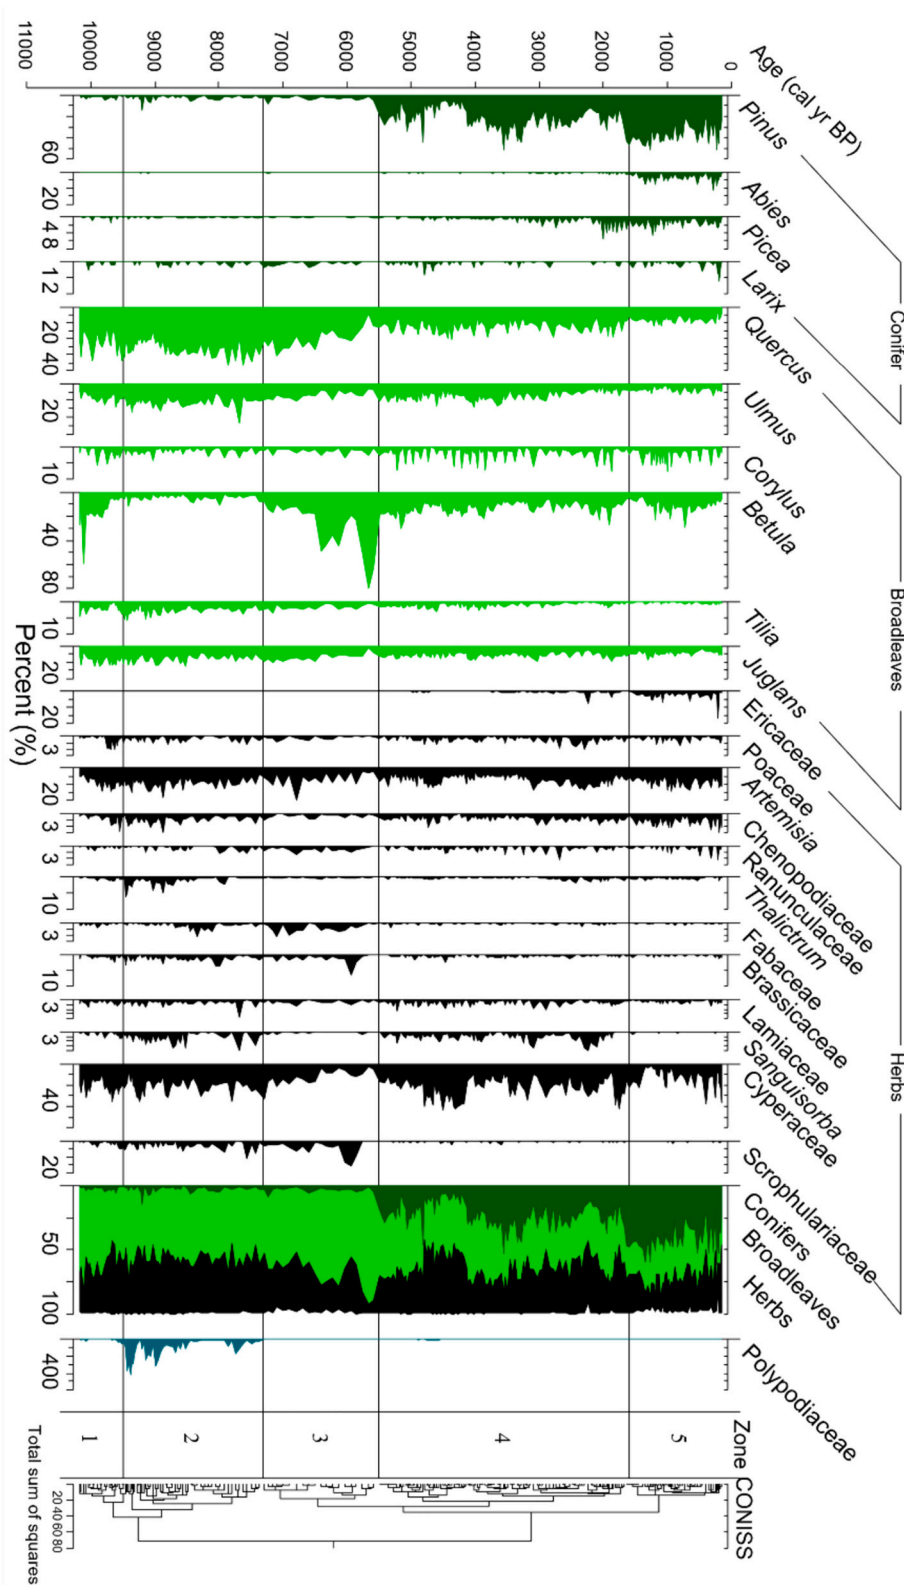 Age (cal yr BP)
0
1000
2000
3000
4000
5000
6000
7000
8000
9000
10000
11000
Conifer
Broadleaves
Herbs
Pinus
60
Abies
20
Picea
4 8
Larix
1 2
Quercus
20 40
Ulmus
20
Corylus
10
Betula
40 80
Tilia
10
Juglans
20
Ericaceae
20
Poaceae
3
Artemisia
20
Chenopodiaceae
3
Ranunculaceae
3
Thalictrum
10
Fabaceae
3
Brassicaceae
10
Lamiaceae
3
Sanguisorba
3
Cyperaceae
40
Scrophulariaceae
20
Conifers
Broadleaves
Herbs
50 100
Polypodiaceae
400
Zone
5
4
3
2
1
CONISS
20 40 60 80
Total sum of squares
Percent (%)